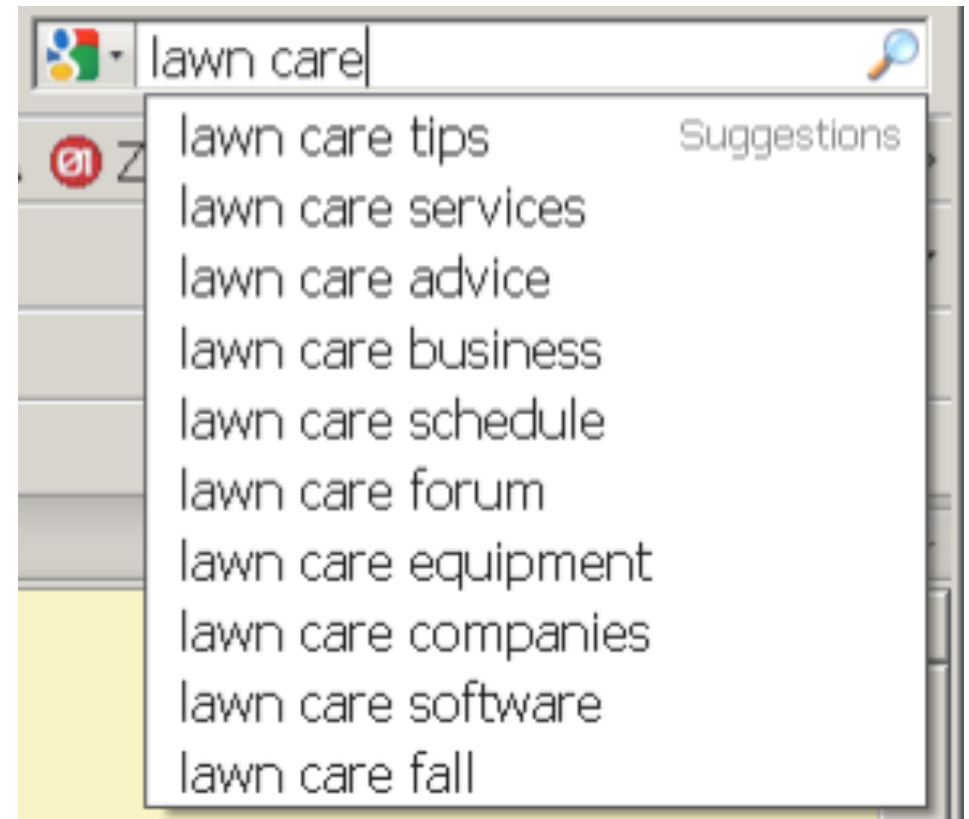 lawn care
lawn care tips Suggestions
01 Z
lawn care services
lawn care advice
lawn care business
lawn care schedule
lawn care forum
lawn care equipment
lawn care companies
lawn care software
lawn care fall